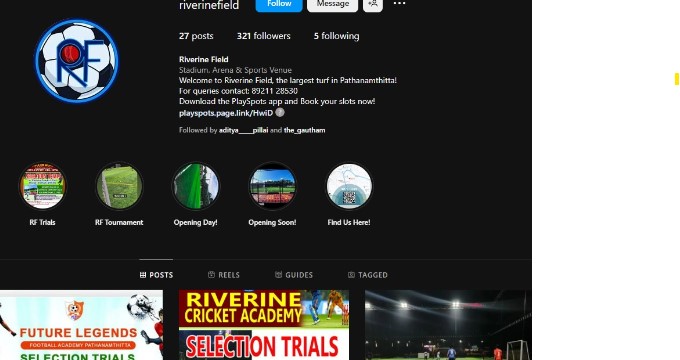 riverinefield
Follow
Message
27 posts 321 followers 5 following
Riverine Field
Stadium, Arena & Sports Venue
Welcome to Riverine Field, the largest turf in Pathanamthitta!
For queries contact: 89211 28530
Download the PlaySpots app and Book your slots now!
playspots.page.link/HwiD
Followed by aditya____pillai and the_gautham
RF
RF Trials
RF Tournament
Opening Day!
Opening Soon!
Find Us Here!
POSTS
REELS
GUIDES
TAGGED
FUTURE LEGENDS
FOOTBALL ACADEMY PATHANAMTHITTA
SELECTION TRIALS
RIVERINE
CRICKET ACADEMY
SELECTION TRIALS